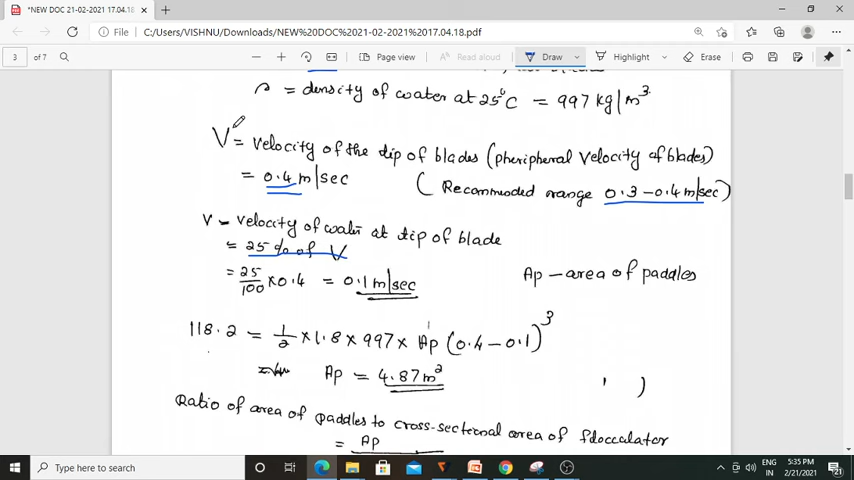 *NEW DOC 21-02-2021 17.04.18.pdf
File C:/Users/VISHNU/Downloads/NEW%20DOC%2021-02-2021%2017.04.18.pdf
3 of 7 Page view Read aloud Draw Highlight Erase
= density of water at 25°C = 997 kg/m3
V = velocity of the tip of blades (pheripheral velocity of blades)
= 0.4 m/sec ( Recommoded range 0.3 - 0.4 m/sec )
v - velocity of water at tip of blade
= 25 % of V
= 25/100 × 0.4 = 0.1 m/sec Ap - area of paddles
118.2 = 1/2 × 1.8 × 997 × Ap (0.4 - 0.1)3
Ap = 4.87 m2
Ratio of area of paddles to cross-sectional area of fdoccalator
= Ap
Type here to search
ENG 5:35 PM
IN 2/21/2021
21